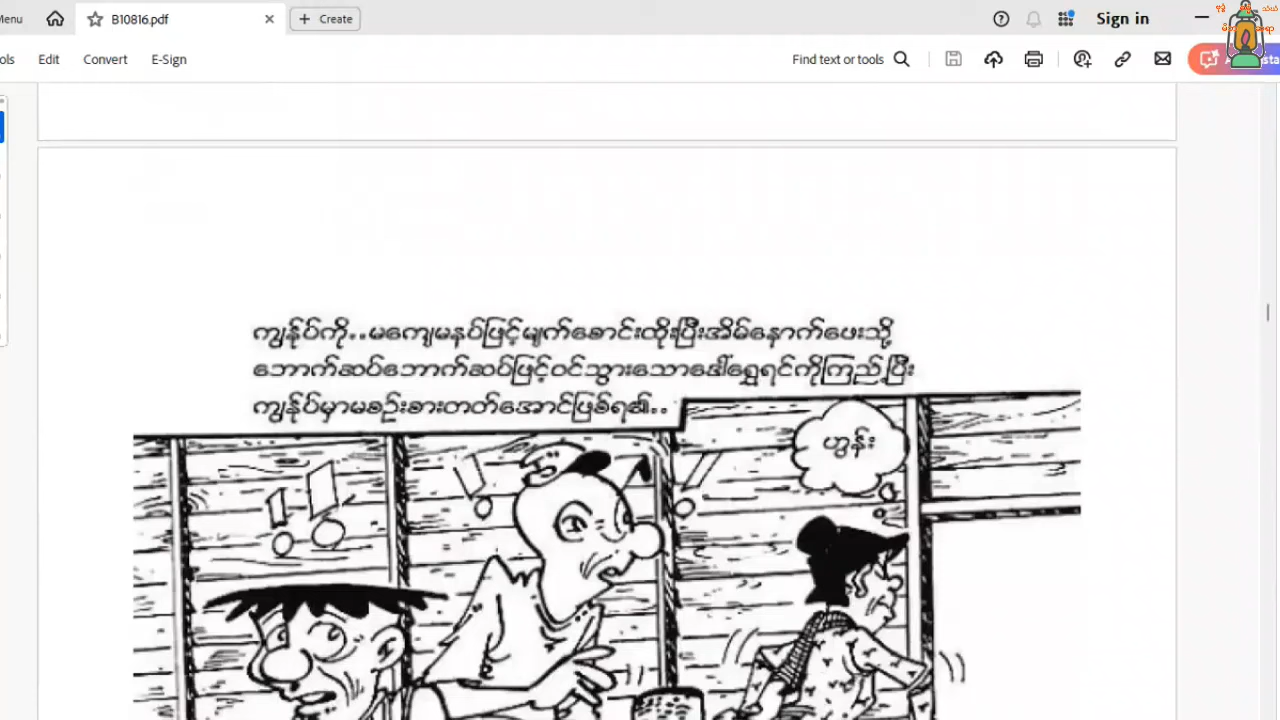 Menu
B10816.pdf
Create
Sign in
ols
Edit
Convert
E-Sign
Find text or tools
ကျွန်ုပ်ကို..မကျေမနပ်ဖြင့်မျက်စောင်းထိုးပြီးအိမ်နောက်ဖေးသို့
ဘောက်ဆပ်ဘောက်ဆပ်ဖြင့်ဝင်သွားသောဒေါ်ရွှေရင်ကိုကြည့်ပြီး
ကျွန်ုပ်မှာမခဉ်းစားတတ်အောင်ဖြစ်ရ၏..
ဟွန်း